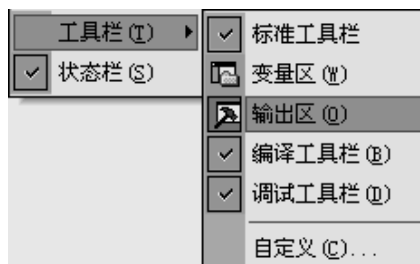 工具栏(T)
状态栏(S)
标准工具栏
变量区(W)
输出区(O)
编译工具栏(B)
调试工具栏(D)
自定义(C)...